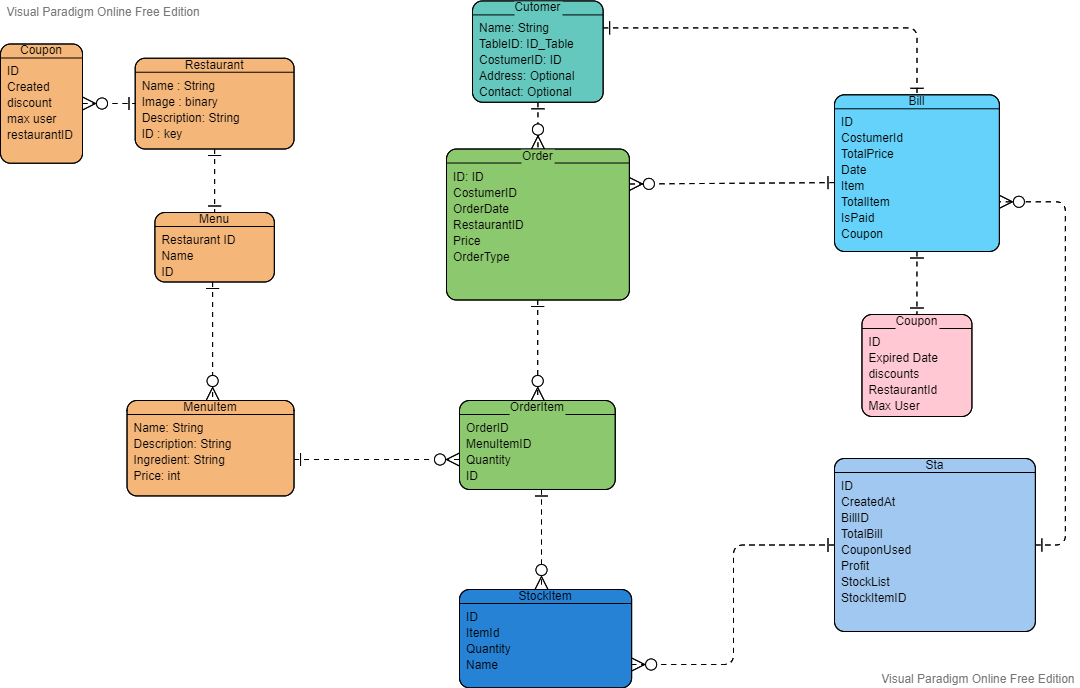 Visual Paradigm Online Free Edition
Coupon
ID
Created
discount
max user
restaurantID
Restaurant
Name : String
Image : binary
Description: String
ID : key
Menu
Restaurant ID
Name
ID
MenuItem
Name: String
Description: String
Ingredient: String
Price: int
Cutomer
Name: String
TableID: ID_Table
CostumerID: ID
Address: Optional
Contact: Optional
Order
ID: ID
CostumerID
OrderDate
RestaurantID
Price
OrderType
OrderItem
OrderID
MenuItemID
Quantity
ID
StockItem
ID
ItemId
Quantity
Name
Bill
ID
CostumerId
TotalPrice
Date
Item
TotalItem
IsPaid
Coupon
Coupon
ID
Expired Date
discounts
RestaurantId
Max User
Sta
ID
CreatedAt
BillID
TotalBill
CouponUsed
Profit
StockList
StockItemID
Visual Paradigm Online Free Edition